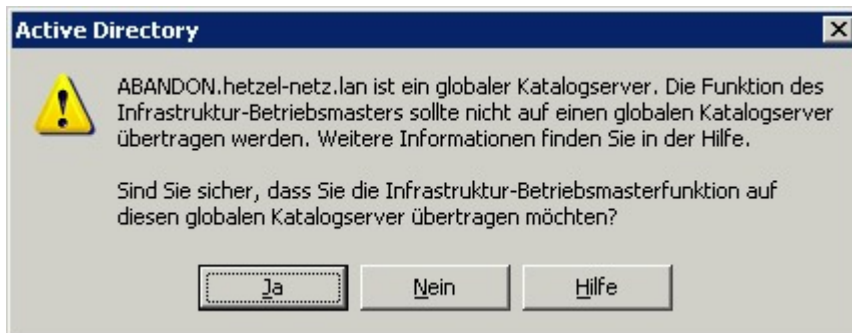 Active Directory
ABANDON.hetzel-netz.lan ist ein globaler Katalogserver. Die Funktion des
Infrastruktur-Betriebsmasters sollte nicht auf einen globalen Katalogserver
übertragen werden. Weitere Informationen finden Sie in der Hilfe.
Sind Sie sicher, dass Sie die Infrastruktur-Betriebsmasterfunktion auf
diesen globalen Katalogserver übertragen möchten?
Ja Nein Hilfe